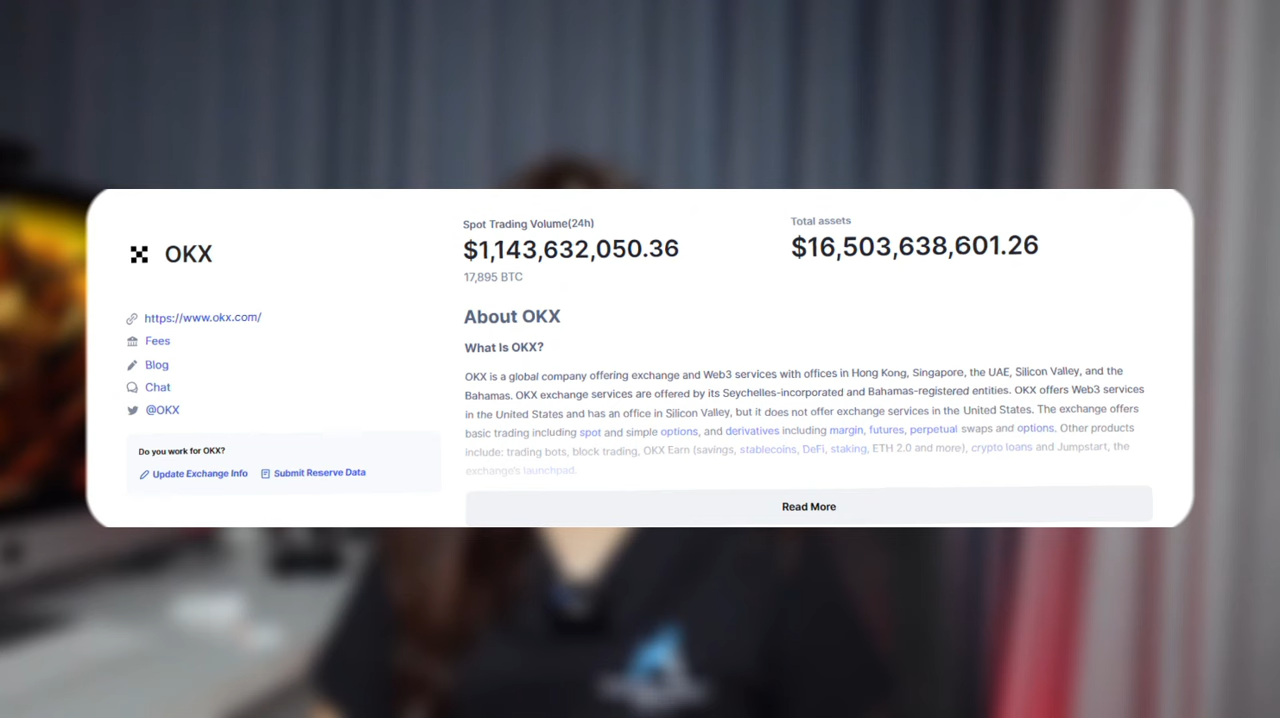 OKX
https://www.okx.com/
Fees
Blog
Chat
@OKX
Do you work for OKX?
Update Exchange Info Submit Reserve Data
Spot Trading Volume(24h)
$1,143,632,050.36
17,895 BTC
Total assets
$16,503,638,601.26
About OKX
What Is OKX?
OKX is a global company offering exchange and Web3 services with offices in Hong Kong, Singapore, the UAE, Silicon Valley, and the
Bahamas. OKX exchange services are offered by its Seychelles-incorporated and Bahamas-registered entities. OKX offers Web3 services
in the United States and has an office in Silicon Valley, but it does not offer exchange services in the United States. The exchange offers
basic trading including spot and simple options, and derivatives including margin, futures, perpetual swaps and options. Other products
include: trading bots, block trading, OKX Earn (savings, stablecoins, DeFi, staking, ETH 2.0 and more), crypto loans and Jumpstart, the
exchange's launchpad.
Read More